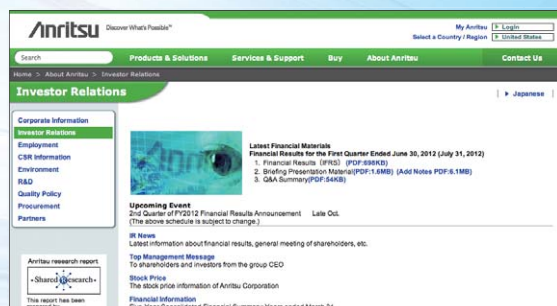 Anritsu Discover What's Possible™
My Anritsu Login
Select a Country / Region United States
Search Products & Solutions Services & Support Buy About Anritsu Contact Us
Home > About Anritsu > Investor Relations
Investor Relations
Japanese
Corporate Information
Investor Relations
Employment
CSR Information
Environment
R&D
Quality Policy
Procurement
Partners
Anritsu research report
Shared Research
This report has been
Latest Financial Materials
Financial Results for the First Quarter Ended June 30, 2012 (July 31, 2012)
1. Financial Results (IFRS) (PDF:698KB)
2. Briefing Presentation Material(PDF:1.6MB) (Add Notes PDF:6.1MB)
3. Q&A Summary(PDF:54KB)
Upcoming Event
2nd Quarter of FY2012 Financial Results Announcement Late Oct.
(The above schedule is subject to change.)
IR News
Latest information about financial results, general meeting of shareholders, etc.
Top Management Message
To shareholders and investors from the group CEO
Stock Price
The stock price information of Anritsu Corporation
Financial Information